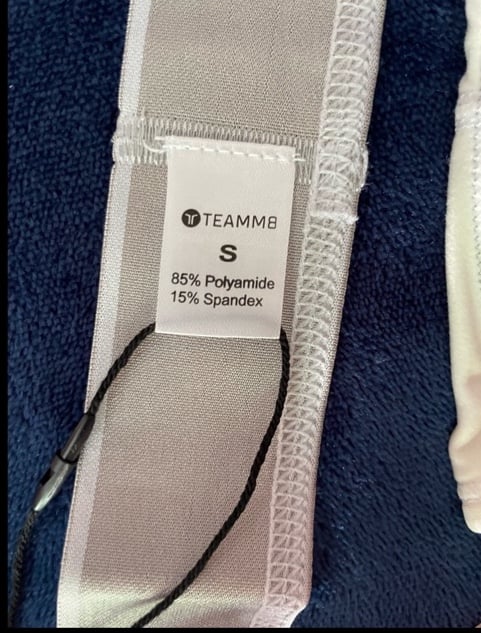 TEAMM8
S
85% Polyamide
15% Spandex